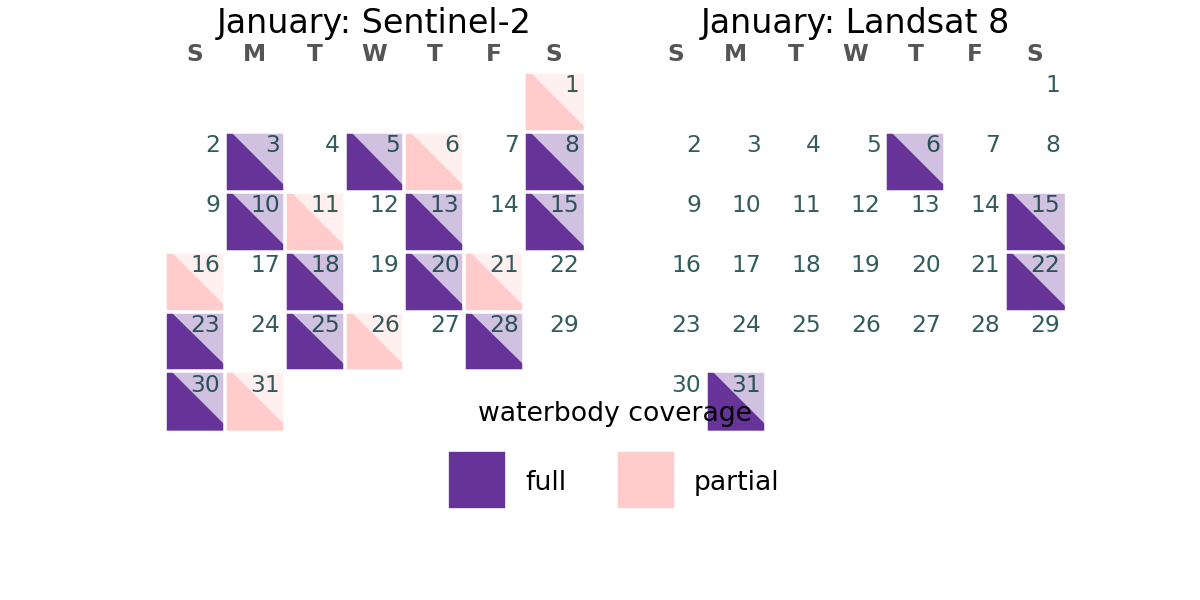 January: Sentinel-2
S M T W T F S
1
2 3 4 5 6 7 8
9 10 11 12 13 14 15
16 17 18 19 20 21 22
23 24 25 26 27 28 29
30 31
January: Landsat 8
S M T W T F S
1
2 3 4 5 6 7 8
9 10 11 12 13 14 15
16 17 18 19 20 21 22
23 24 25 26 27 28 29
30 31
waterbody coverage
full partial